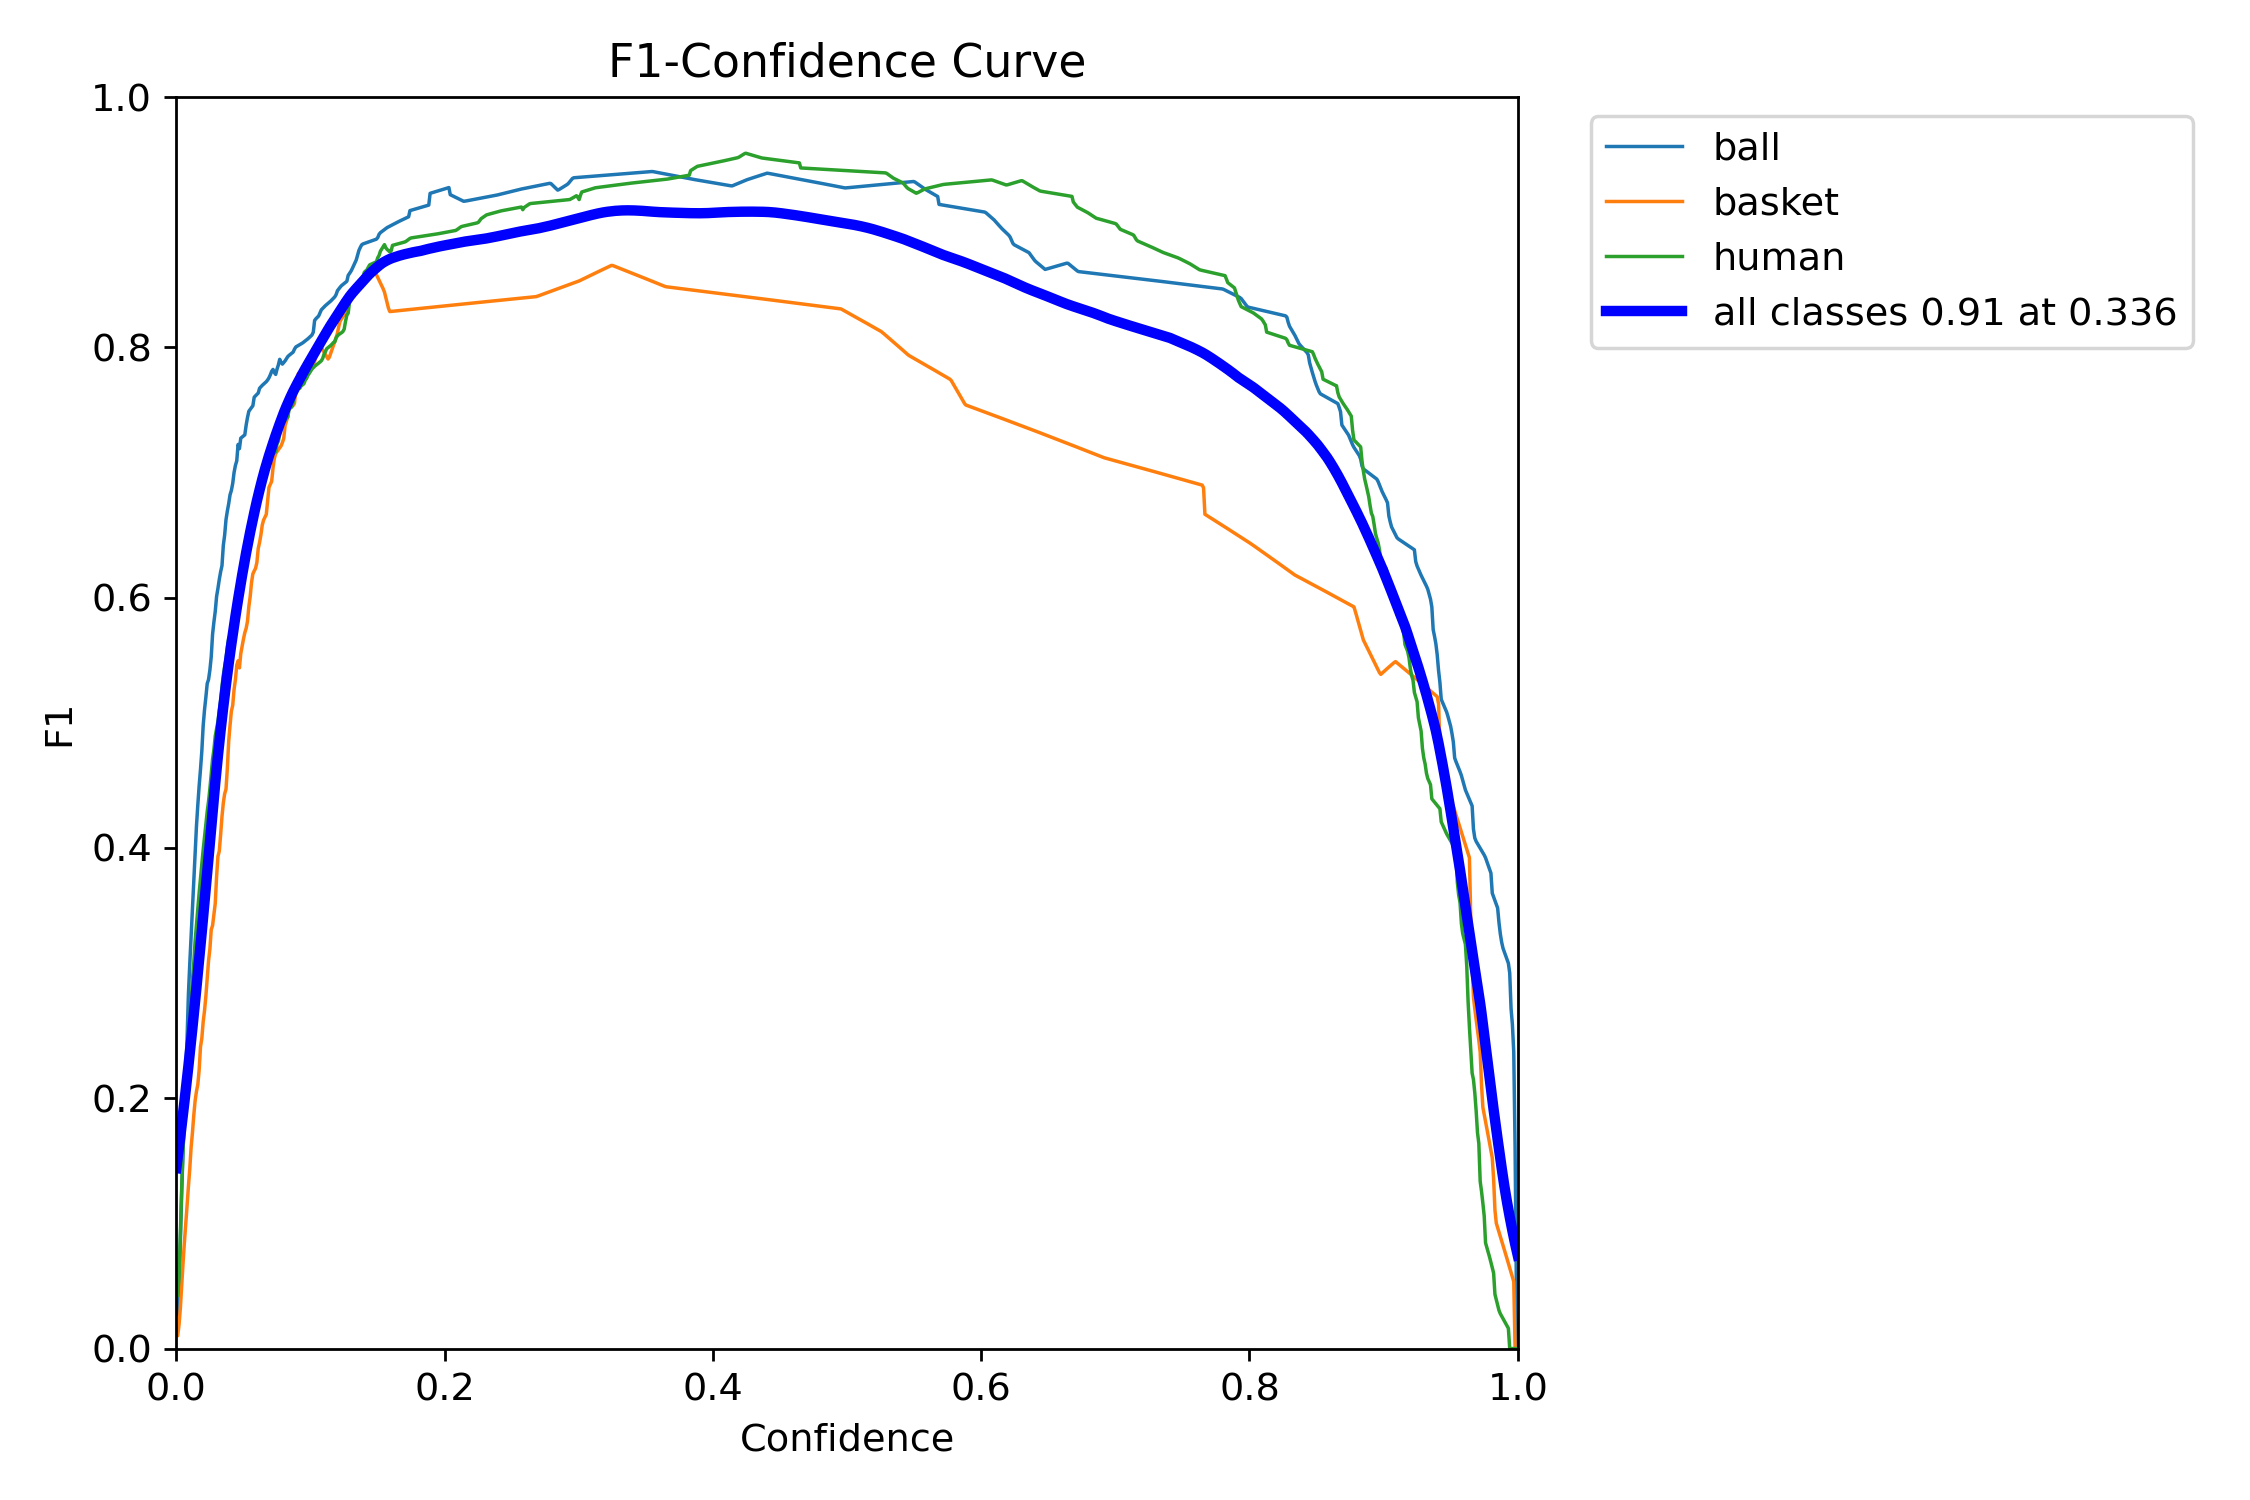 F1-Confidence Curve
1.0
0.8
0.6
0.4
0.2
0.0
F1
0.0 0.2 0.4 0.6 0.8 1.0
Confidence
ball
basket
human
all classes 0.91 at 0.336